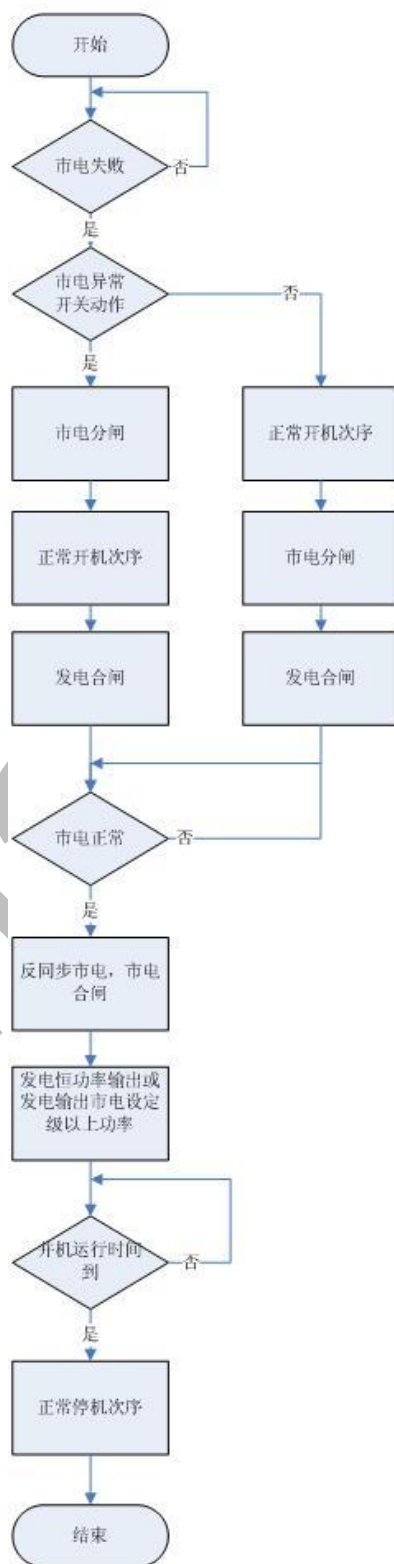 开始
市电失败
否
是
市电异常
开关动作
否
是
市电分闸
正常开机次序
正常开机次序
市电分闸
发电合闸
发电合闸
市电正常
否
是
反同步市电，市电
合闸
发电恒功率输出或
发电输出市电设定
级以上功率
并机运行时间
到
否
是
正常停机次序
结束